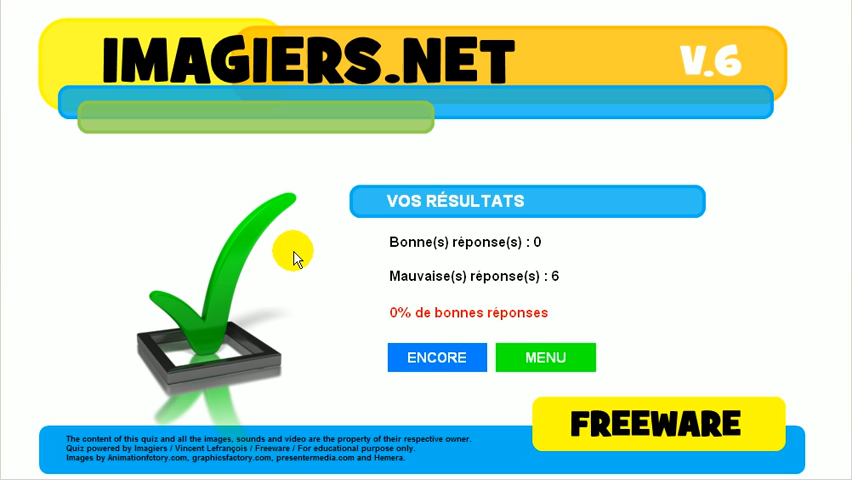 IMAGIERS.NET
V.6
VOS RÉSULTATS
Bonne(s) réponse(s) : 0
Mauvaise(s) réponse(s) : 6
0% de bonnes réponses
ENCORE
MENU
FREEWARE
The content of this quiz and all the images, sounds and video are the property of their respective owner.
Quiz powered by Imagiers / Vincent Lefrançois / Freeware / For educational purpose only.
Images by Animationfctory.com, graphicsfactory.com, presentermedia.com and Hemera.